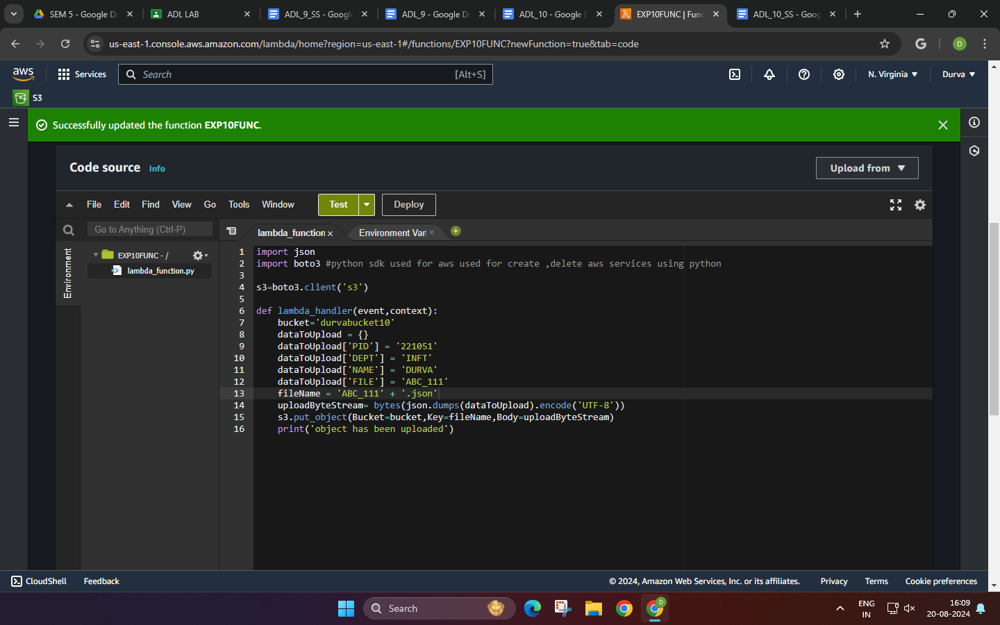 SEM 5 - Google Dr
ADL LAB
ADL_9_SS - Google
ADL_9 - Google Do
ADL_10 - Google D
EXP10FUNC | Func
ADL_10_SS - Goog
us-east-1.console.aws.amazon.com/lambda/home?region=us-east-1#/functions/EXP10FUNC?newFunction=true&tab=code
G
D
aws
Services
Search
[Alt+S]
N. Virginia
Durva
S3
Successfully updated the function EXP10FUNC.
Code source Info
Upload from
File Edit Find View Go Tools Window
Test
Deploy
Go to Anything (Ctrl-P)
lambda_function
Environment Vari
Environment
EXP10FUNC - /
lambda_function.py
1 import json
2 import boto3 #python sdk used for aws used for create ,delete aws services using python
3
4 s3=boto3.client('s3')
5
6 def lambda_handler(event,context):
7 bucket='durvabucket10'
8 dataToUpload = {}
9 dataToUpload['PID'] = '221051'
10 dataToUpload['DEPT'] = 'INFT'
11 dataToUpload['NAME'] = 'DURVA'
12 dataToUpload['FILE'] = 'ABC_111'
13 fileName = 'ABC_111' + '.json'
14 uploadByteStream= bytes(json.dumps(dataToUpload).encode('UTF-8'))
15 s3.put_object(Bucket=bucket,Key=fileName,Body=uploadByteStream)
16 print('object has been uploaded')
CloudShell
Feedback
© 2024, Amazon Web Services, Inc. or its affiliates.
Privacy
Terms
Cookie preferences
Search
D
ENG
IN
16:09
20-08-2024